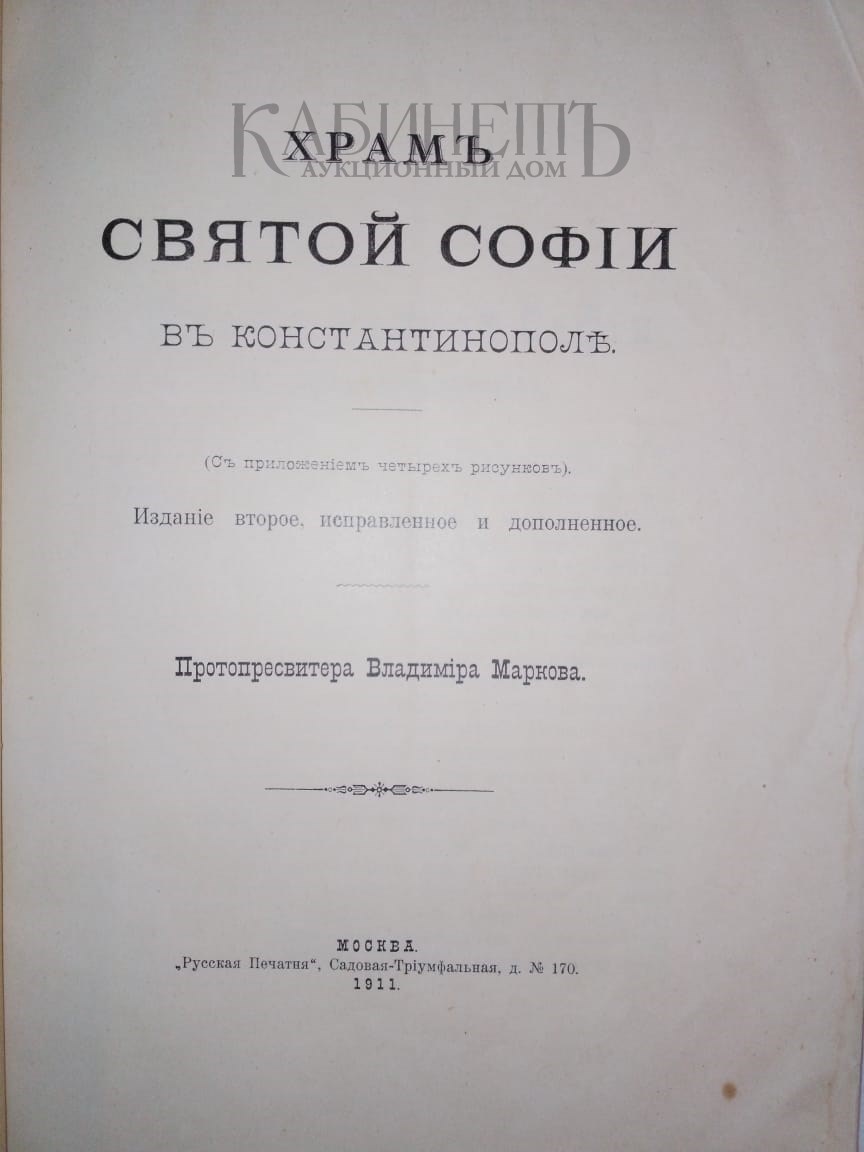 КАБИНЕТЪ
АУКЦИОННЫЙ ДОМ
ХРАМЪ
СВЯТОЙ СОФІИ
ВЪ КОНСТАНТИНОПОЛѢ.
(Съ приложеніемъ четырехъ рисунковъ).
Изданіе второе, исправленное и дополненное.
Протопресвитера Владиміра Маркова.
МОСКВА.
„Русская Печатня“, Садовая-Тріумфальная, д. № 170.
1911.